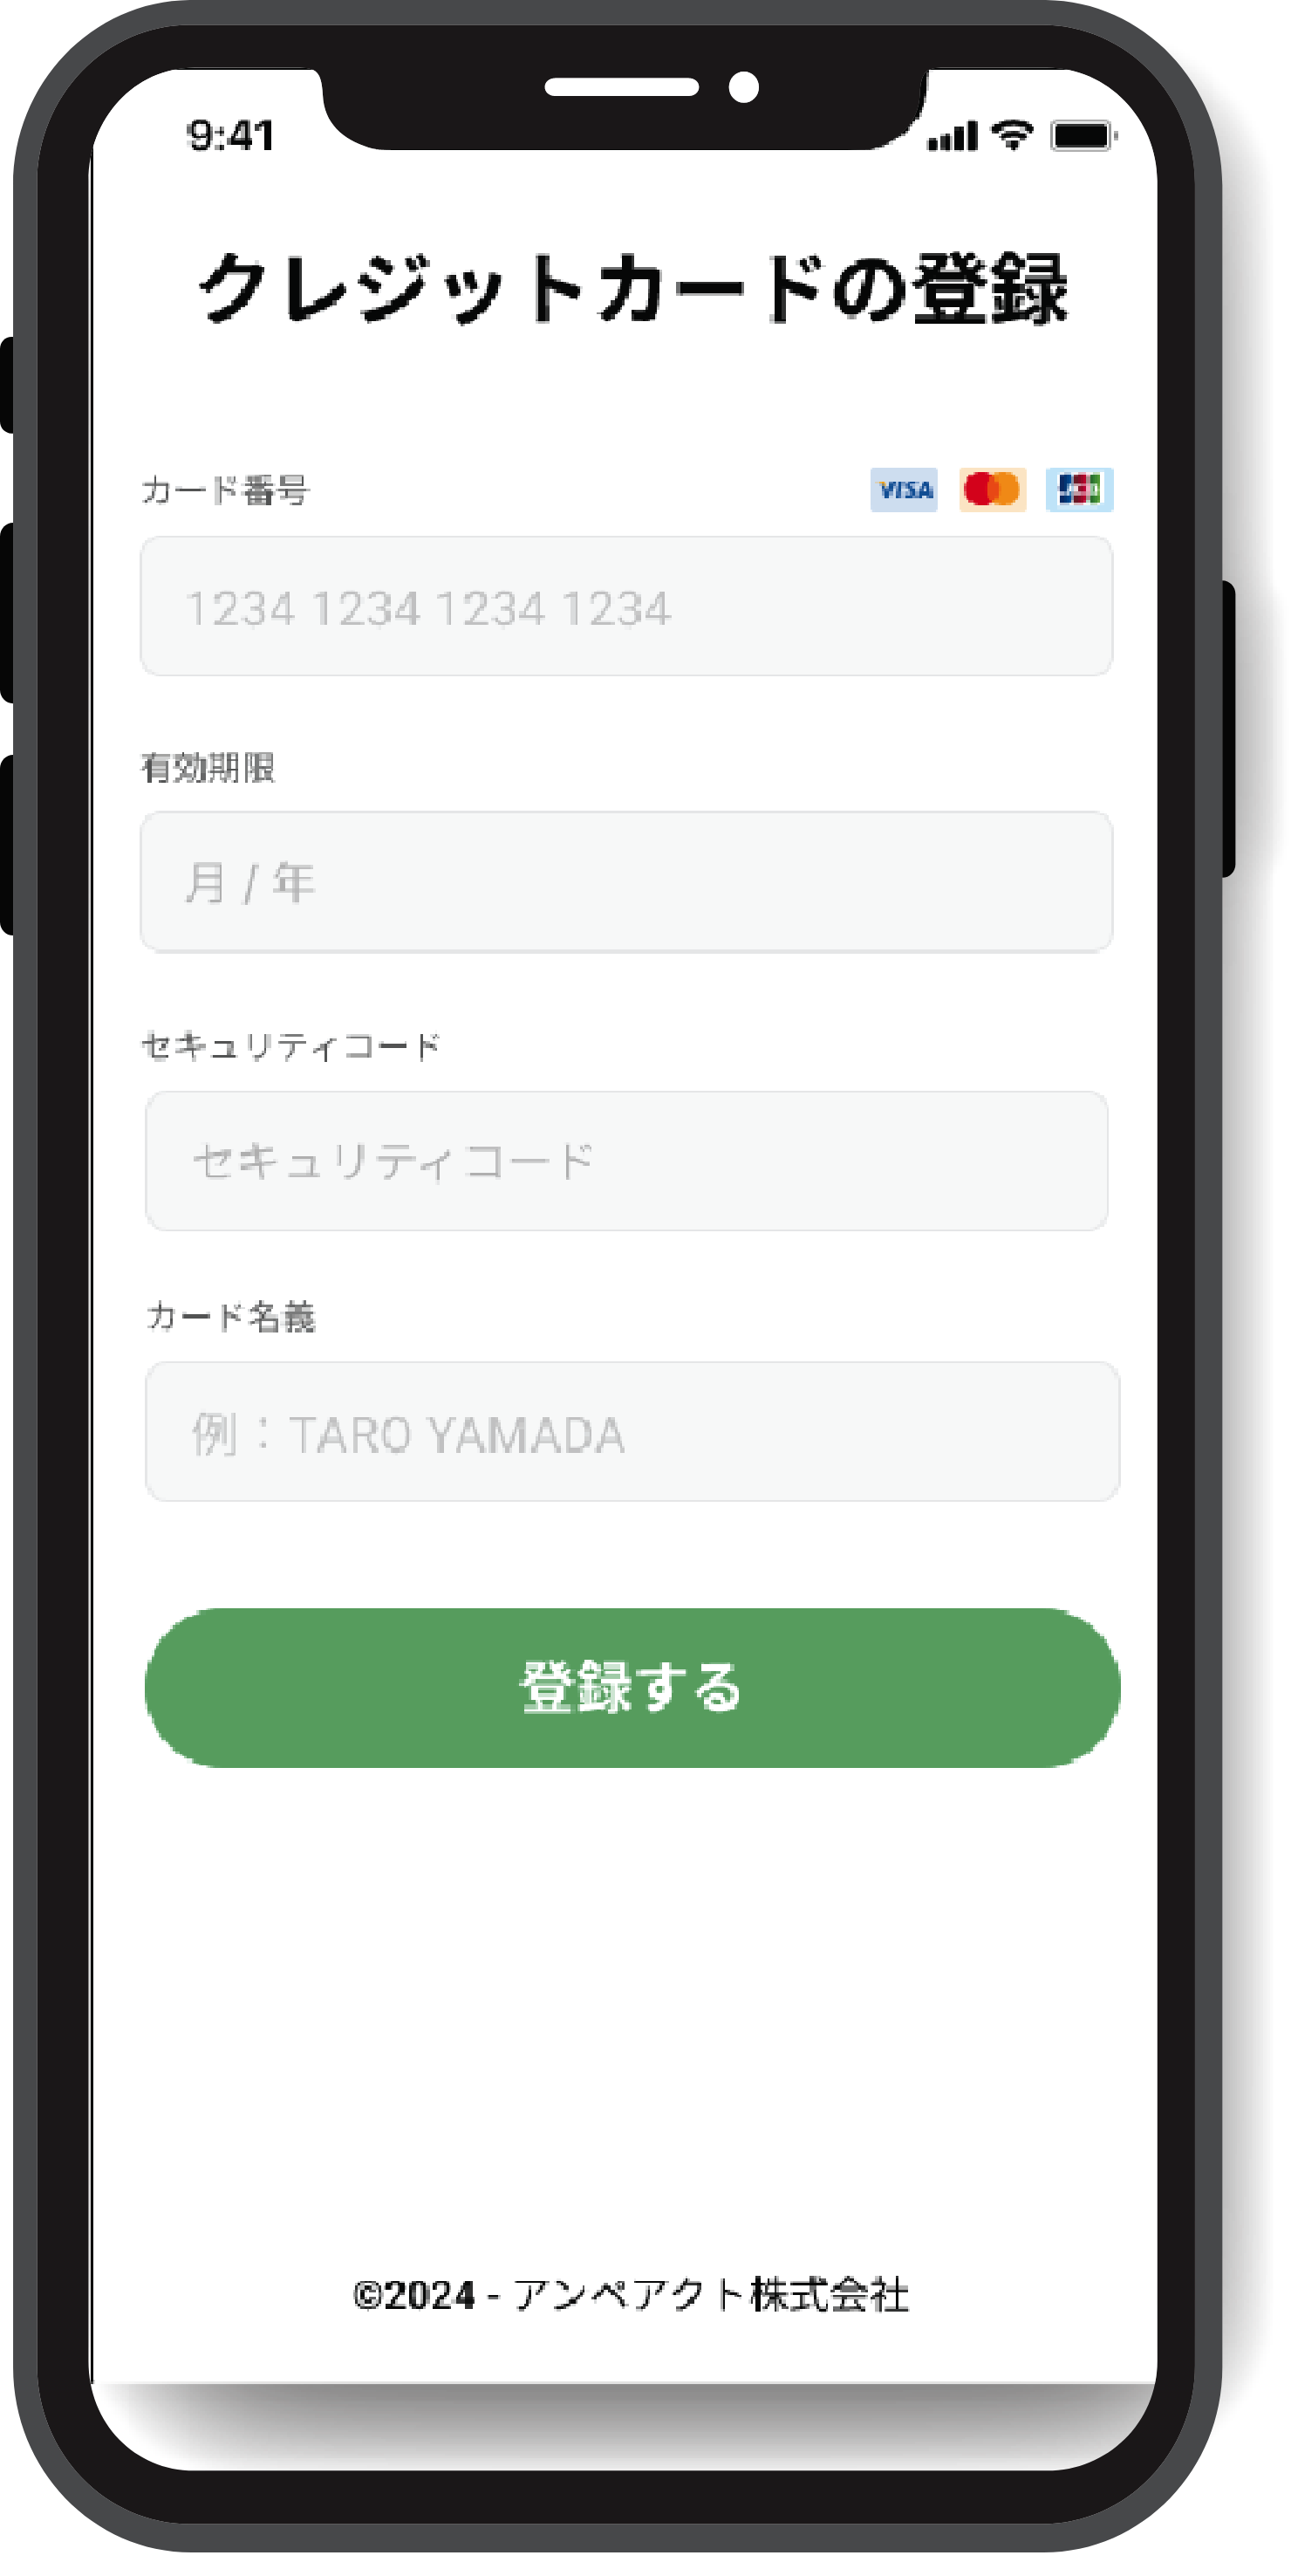 9:41
クレジットカードの登録
カード番号 VISA JCB
1234 1234 1234 1234
有効期限
月 / 年
セキュリティコード
セキュリティコード
カード名義
例：TARO YAMADA
登録する
©2024 - アンペアクト株式会社